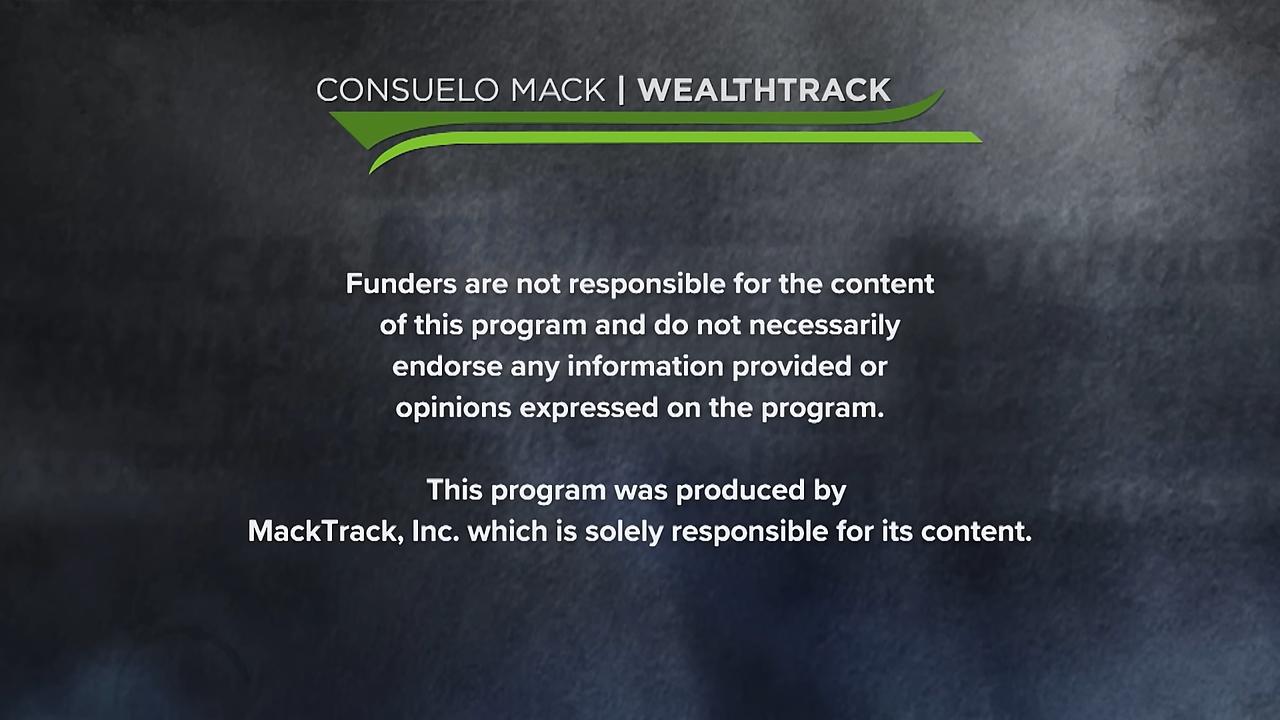 CONSUELO MACK | WEALTHTRACK
Funders are not responsible for the content
of this program and do not necessarily
endorse any information provided or
opinions expressed on the program.
This program was produced by
MackTrack, Inc. which is solely responsible for its content.